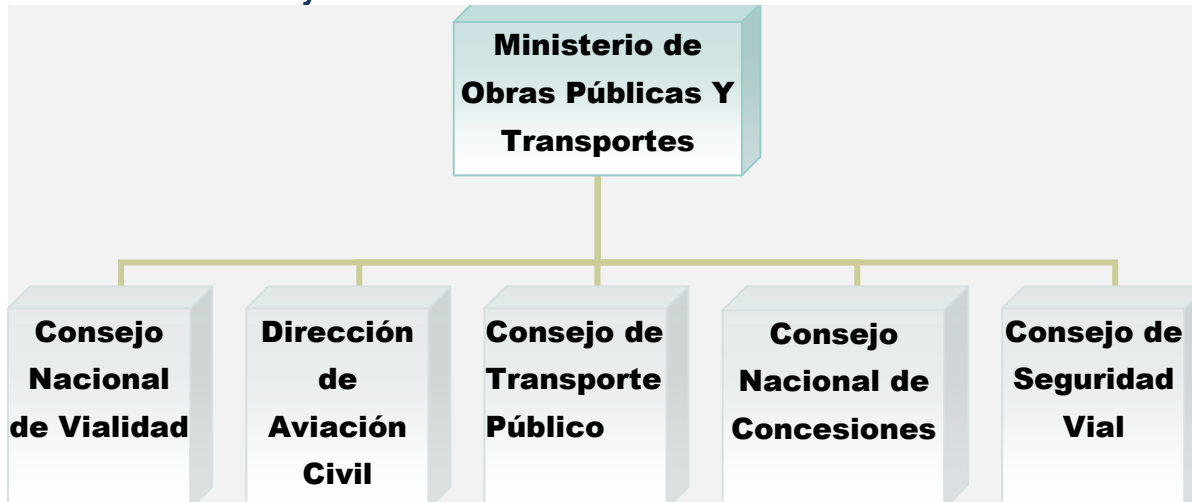 Ministerio de
Obras Públicas Y
Transportes
Consejo
Nacional
de Vialidad
Dirección
de
Aviación
Civil
Consejo de
Transporte
Público
Consejo
Nacional de
Concesiones
Consejo de
Seguridad
Vial